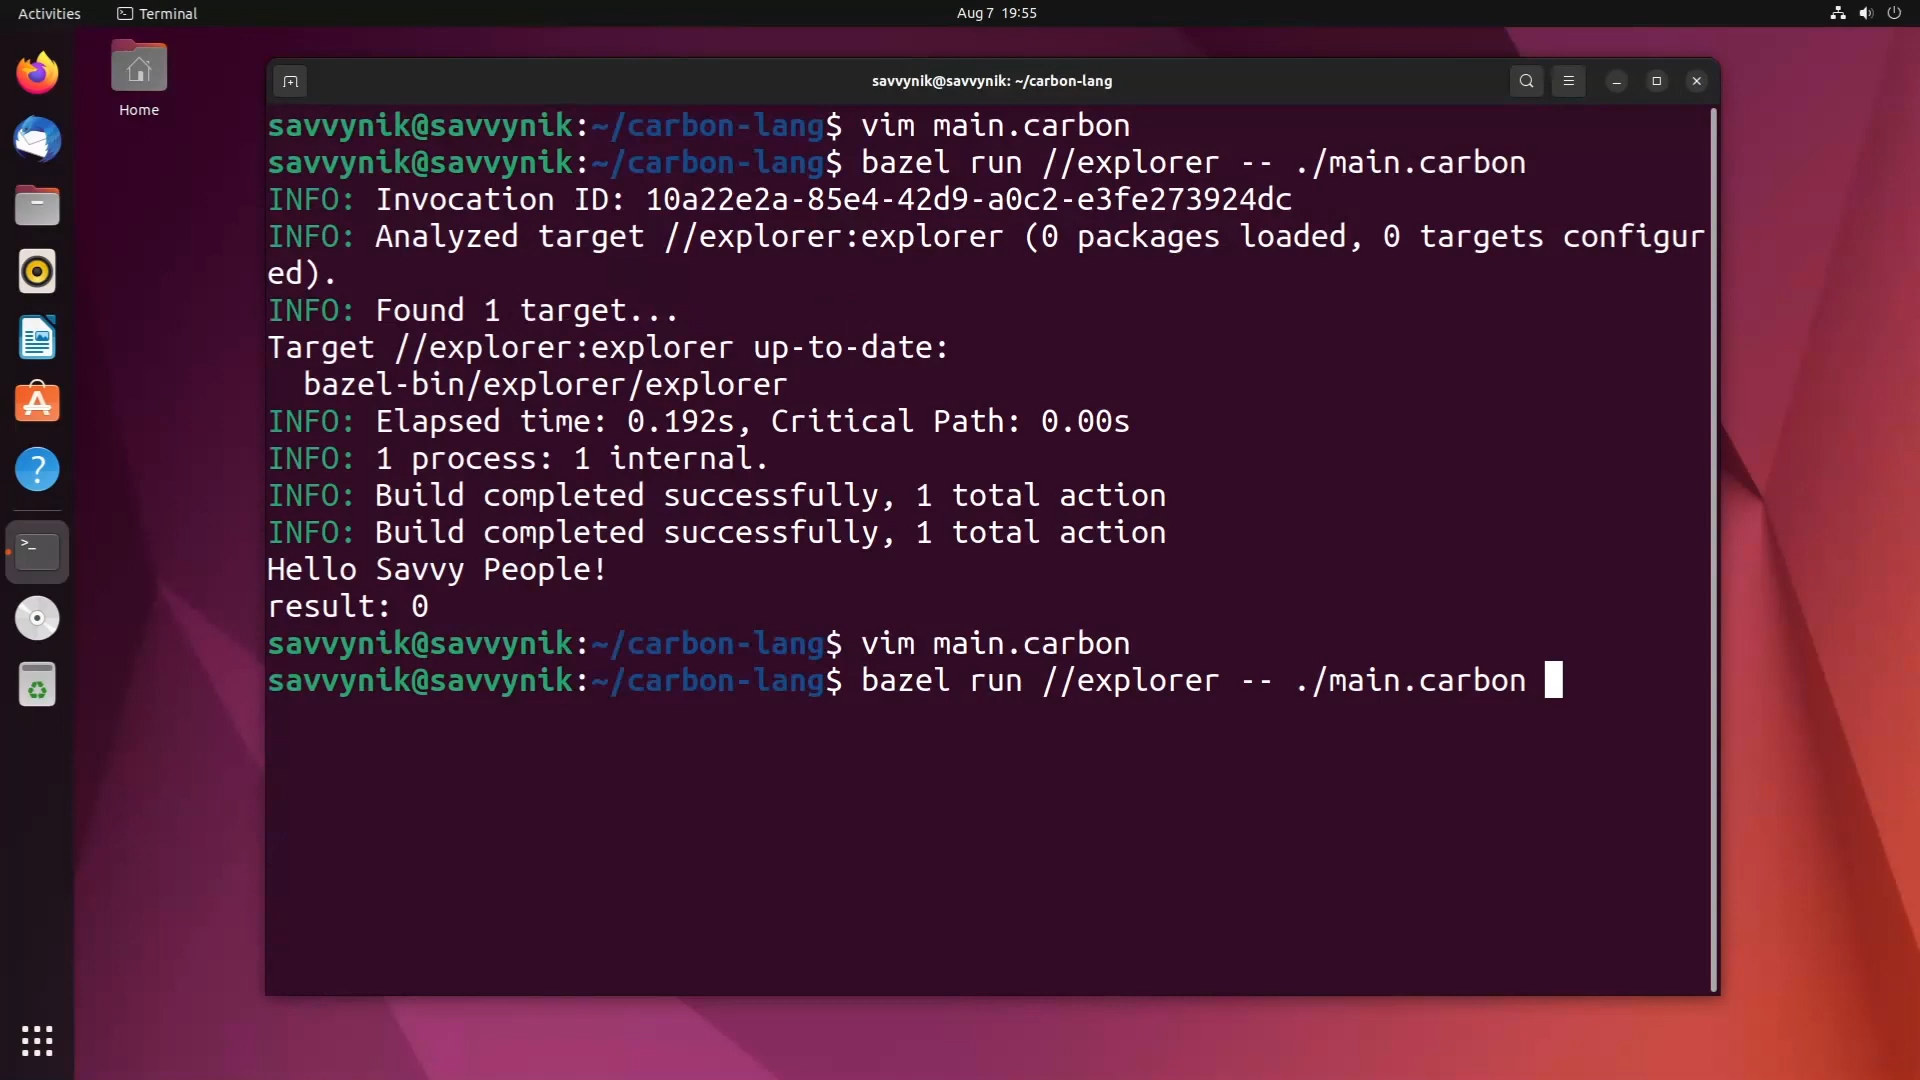 Activities
Terminal
Aug 7 19:55
Home
savvynik@savvynik: ~/carbon-lang
savvynik@savvynik:~/carbon-lang$ vim main.carbon
savvynik@savvynik:~/carbon-lang$ bazel run //explorer -- ./main.carbon
INFO: Invocation ID: 10a22e2a-85e4-42d9-a0c2-e3fe273924dc
INFO: Analyzed target //explorer:explorer (0 packages loaded, 0 targets configur
ed).
INFO: Found 1 target...
Target //explorer:explorer up-to-date:
  bazel-bin/explorer/explorer
INFO: Elapsed time: 0.192s, Critical Path: 0.00s
INFO: 1 process: 1 internal.
INFO: Build completed successfully, 1 total action
INFO: Build completed successfully, 1 total action
Hello Savvy People!
result: 0
savvynik@savvynik:~/carbon-lang$ vim main.carbon
savvynik@savvynik:~/carbon-lang$ bazel run //explorer -- ./main.carbon